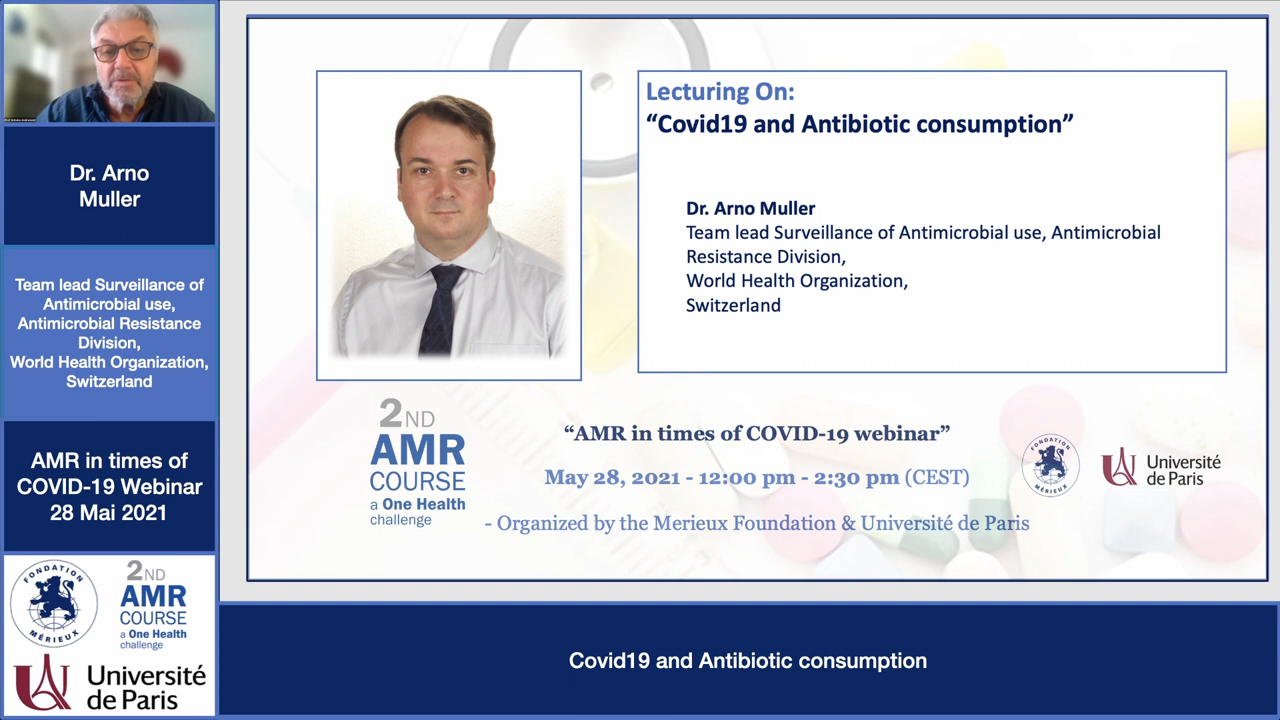 Dr. Arno
Muller
Team lead Surveillance of
Antimicrobial use,
Antimicrobial Resistance
Division,
World Health Organization,
Switzerland
AMR in times of
COVID-19 Webinar
28 Mai 2021
FONDATION
MÉRIEUX
2ND
AMR
COURSE
a One Health
challenge
Université
de Paris
Lecturing On:
“Covid19 and Antibiotic consumption”
Dr. Arno Muller
Team lead Surveillance of Antimicrobial use, Antimicrobial
Resistance Division,
World Health Organization,
Switzerland
2ND
AMR
COURSE
a One Health
challenge
“AMR in times of COVID-19 webinar”
May 28, 2021 - 12:00 pm - 2:30 pm (CEST)
- Organized by the Merieux Foundation & Université de Paris
FONDATION
MÉRIEUX
Université
de Paris
Covid19 and Antibiotic consumption